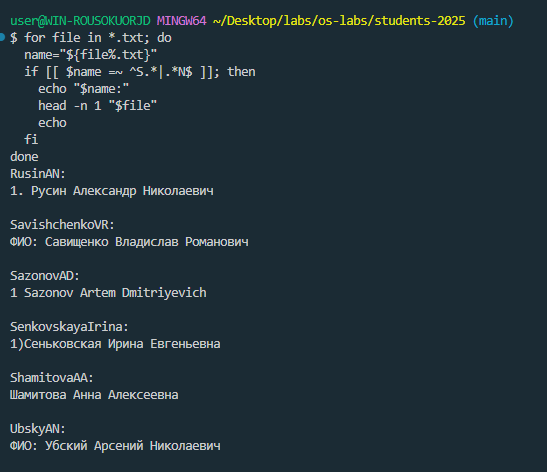 user@WIN-ROUSOKUORJD MINGW64 ~/Desktop/labs/os-labs/students-2025 (main)
$ for file in *.txt; do
  name="${file%.txt}"
  if [[ $name =~ ^S.*|.*N$ ]]; then
    echo "$name:"
    head -n 1 "$file"
    echo
  fi
done
RusinAN:
1. Русин Александр Николаевич

SavishchenkoVR:
ФИО: Савищенко Владислав Романович

SazonovAD:
1 Sazonov Artem Dmitriyevich

SenkovskayaIrina:
1)Сеньковская Ирина Евгеньевна

ShamitovaAA:
Шамитова Анна Алексеевна

UbskyAN:
ФИО: Убский Арсений Николаевич